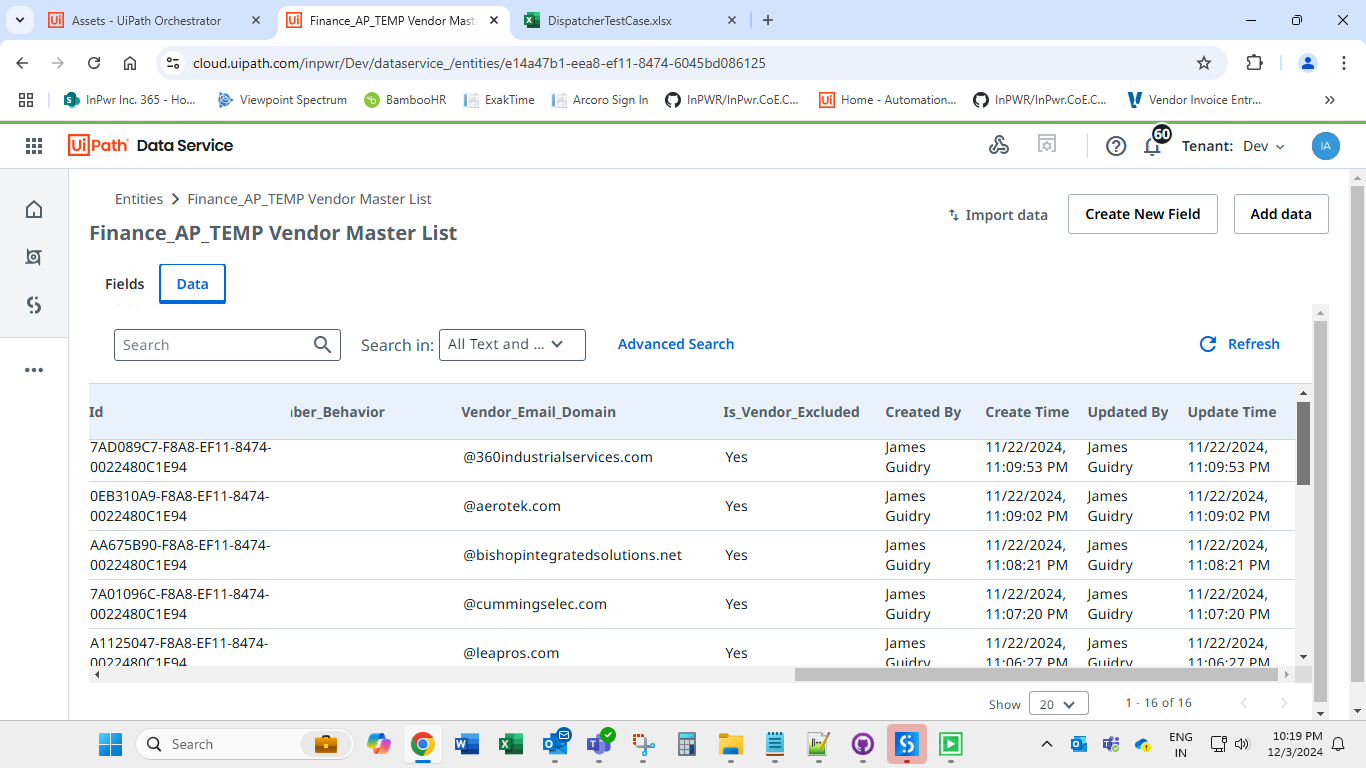 Assets - UiPath Orchestrator
Finance_AP_TEMP Vendor Mast
DispatcherTestCase.xlsx
cloud.uipath.com/inpwr/Dev/dataservice_/entities/e14a47b1-eea8-ef11-8474-6045bd086125
InPwr Inc. 365 - Ho...
Viewpoint Spectrum
BambooHR
ExakTime
Arcoro Sign In
InPWR/InPwr.CoE.C...
Home - Automation...
InPWR/InPwr.CoE.C...
Vendor Invoice Entr...
UiPath Data Service
60
Tenant: Dev
IA
Entities > Finance_AP_TEMP Vendor Master List
Import data
Create New Field
Add data
Finance_AP_TEMP Vendor Master List
Fields
Data
Search
Search in:
All Text and ...
Advanced Search
Refresh
Id ber_Behavior Vendor_Email_Domain Is_Vendor_Excluded Created By Create Time Updated By Update Time
7AD089C7-F8A8-EF11-8474- James 11/22/2024, James 11/22/2024,
@360industrialservices.com Yes
0022480C1E94 Guidry 11:09:53 PM Guidry 11:09:53 PM
0EB310A9-F8A8-EF11-8474- James 11/22/2024, James 11/22/2024,
@aerotek.com Yes
0022480C1E94 Guidry 11:09:02 PM Guidry 11:09:02 PM
AA675B90-F8A8-EF11-8474- James 11/22/2024, James 11/22/2024,
@bishopintegratedsolutions.net Yes
0022480C1E94 Guidry 11:08:21 PM Guidry 11:08:21 PM
7A01096C-F8A8-EF11-8474- James 11/22/2024, James 11/22/2024,
@cummingselec.com Yes
0022480C1E94 Guidry 11:07:20 PM Guidry 11:07:20 PM
A1125047-F8A8-EF11-8474- James 11/22/2024, James 11/22/2024,
@leapros.com Yes
0022480C1E94 Guidry 11:06:27 PM Guidry 11:06:27 PM
Show 20 1 - 16 of 16
Search
ENG
IN
10:19 PM
12/3/2024